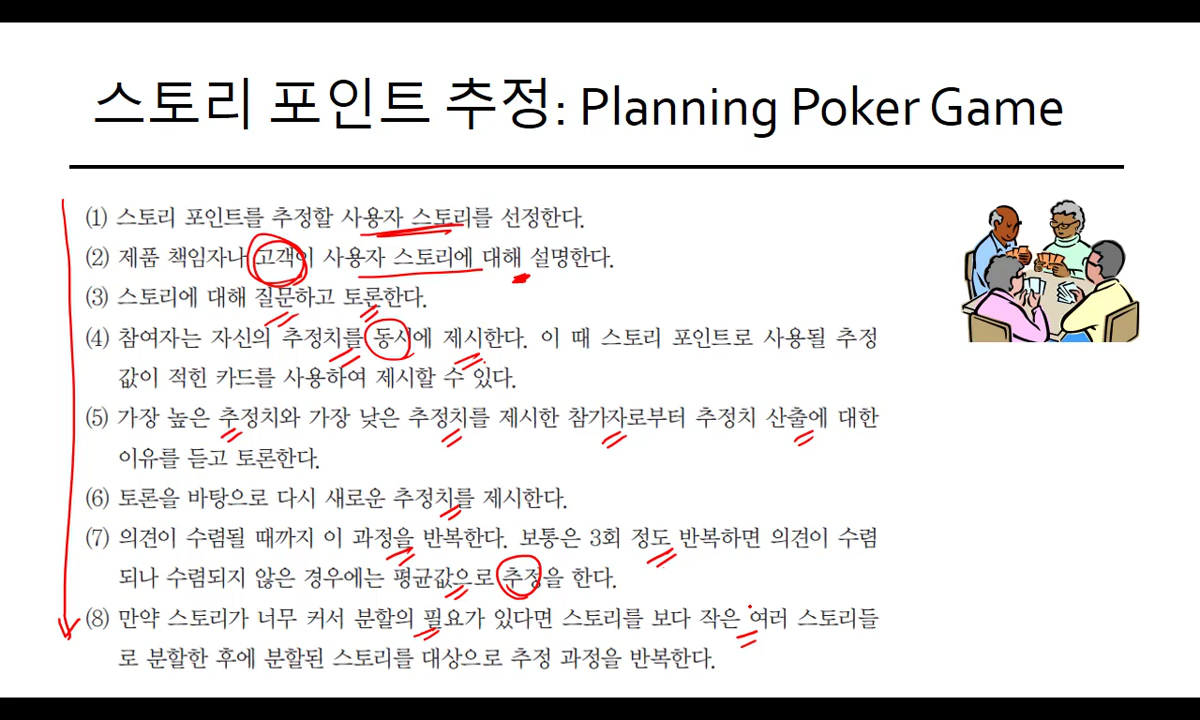 스토리 포인트 추정: Planning Poker Game
(1) 스토리 포인트를 추정할 사용자 스토리를 선정한다.
(2) 제품 책임자나 고객이 사용자 스토리에 대해 설명한다.
(3) 스토리에 대해 질문하고 토론한다.
(4) 참여자는 자신의 추정치를 동시에 제시한다. 이 때 스토리 포인트로 사용될 추정
값이 적힌 카드를 사용하여 제시할 수 있다.
(5) 가장 높은 추정치와 가장 낮은 추정치를 제시한 참가자로부터 추정치 산출에 대한
이유를 듣고 토론한다.
(6) 토론을 바탕으로 다시 새로운 추정치를 제시한다.
(7) 의견이 수렴될 때까지 이 과정을 반복한다. 보통은 3회 정도 반복하면 의견이 수렴
되나 수렴되지 않은 경우에는 평균값으로 추정을 한다.
(8) 만약 스토리가 너무 커서 분할의 필요가 있다면 스토리를 보다 작은 여러 스토리들
로 분할한 후에 분할된 스토리를 대상으로 추정 과정을 반복한다.